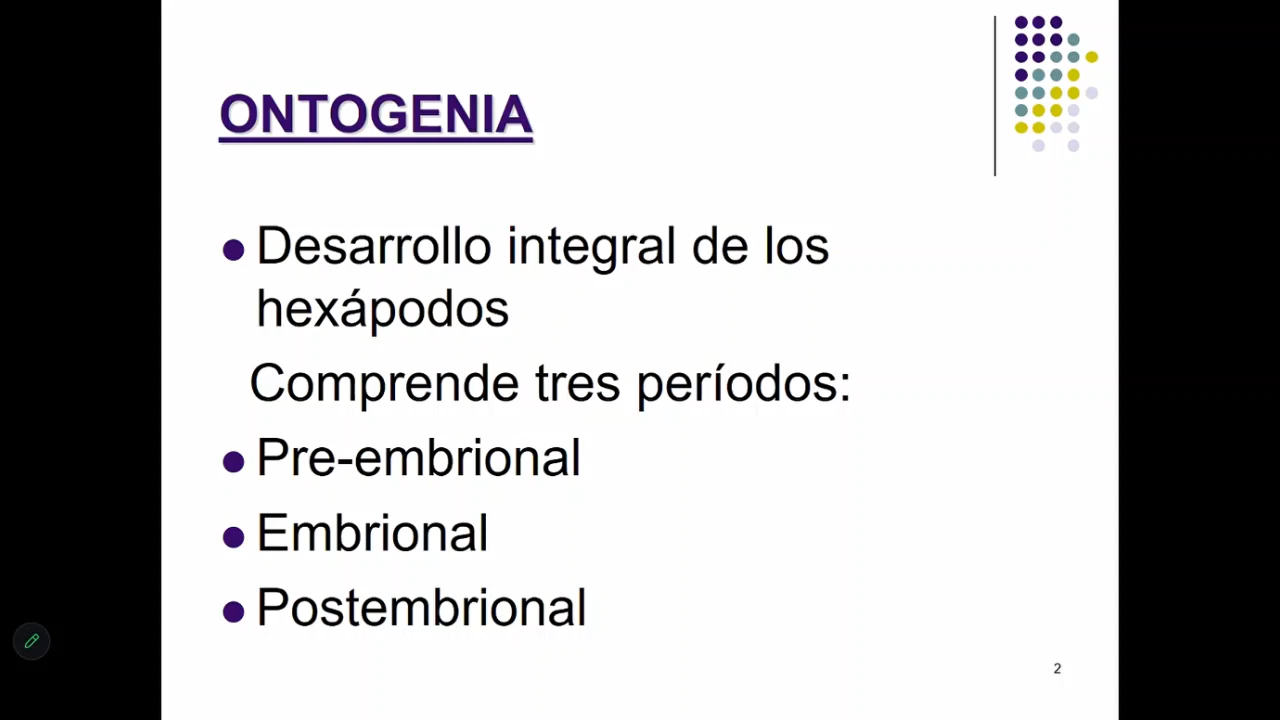 ONTOGENIA
Desarrollo integral de los
hexápodos
Comprende tres períodos:
Pre-embrional
Embrional
Postembrional
2